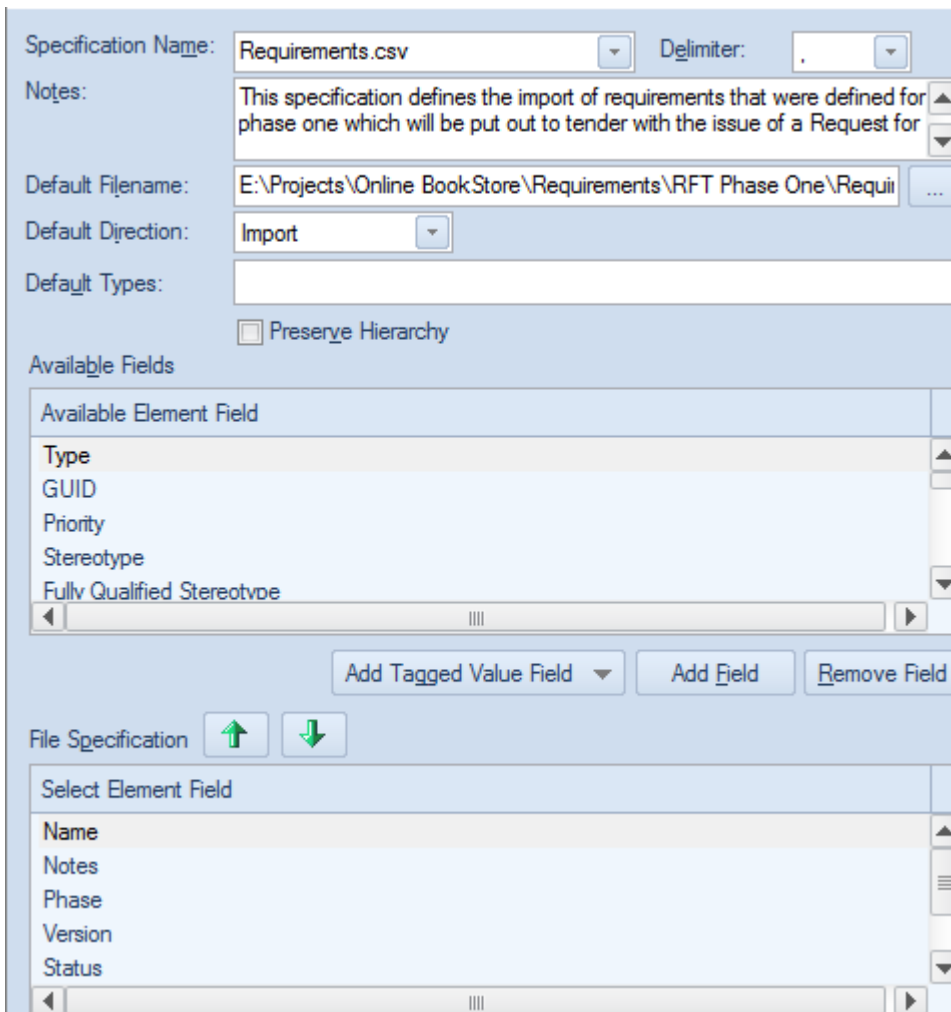 Specification Name: Requirements.csv Delimiter: ,
Notes: This specification defines the import of requirements that were defined for
phase one which will be put out to tender with the issue of a Request for
Default Filename: E:\Projects\Online BookStore\Requirements\RFT Phase One\Requir ...
Default Direction: Import
Default Types:
Preserve Hierarchy
Available Fields
Available Element Field
Type
GUID
Priority
Stereotype
Fully Qualified Stereotype
Add Tagged Value Field Add Field Remove Field
File Specification
Select Element Field
Name
Notes
Phase
Version
Status